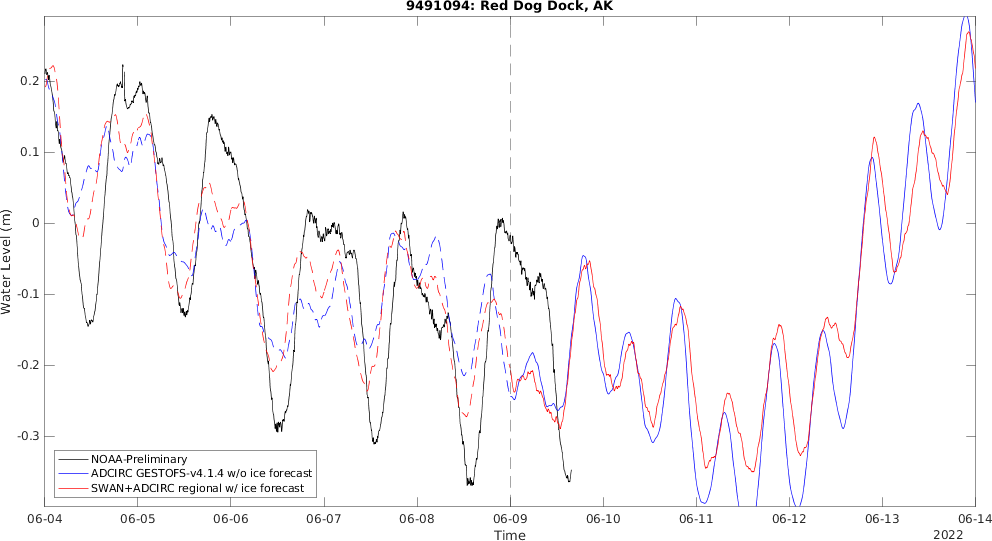 9491094: Red Dog Dock, AK
Water Level (m)
0.2
0.1
0
-0.1
-0.2
-0.3
NOAA-Preliminary
ADCIRC GESTOFS-v4.1.4 w/o ice forecast
SWAN+ADCIRC regional w/ ice forecast
06-04 06-05 06-06 06-07 06-08 06-09 06-10 06-11 06-12 06-13 06-14
Time
2022